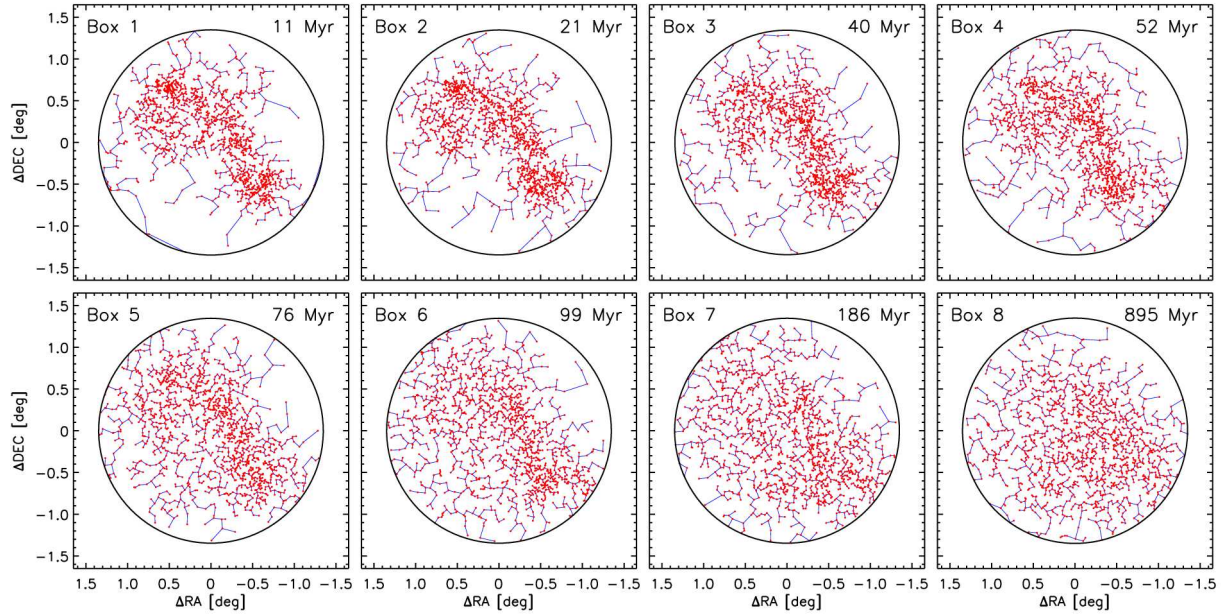 Box 1 11 Myr
Box 2 21 Myr
Box 3 40 Myr
Box 4 52 Myr
1.5
1.0
0.5
0
-0.5
-1.0
-1.5
ΔDEC [deg]
Box 5 76 Myr
Box 6 99 Myr
Box 7 186 Myr
Box 8 895 Myr
1.5
1.0
0.5
0
-0.5
-1.0
-1.5
ΔDEC [deg]
1.5 1.0 0.5 0 -0.5 -1.0 -1.5
1.5 1.0 0.5 0 -0.5 -1.0 -1.5
1.5 1.0 0.5 0 -0.5 -1.0 -1.5
1.5 1.0 0.5 0 -0.5 -1.0 -1.5
ΔRA [deg]
ΔRA [deg]
ΔRA [deg]
ΔRA [deg]